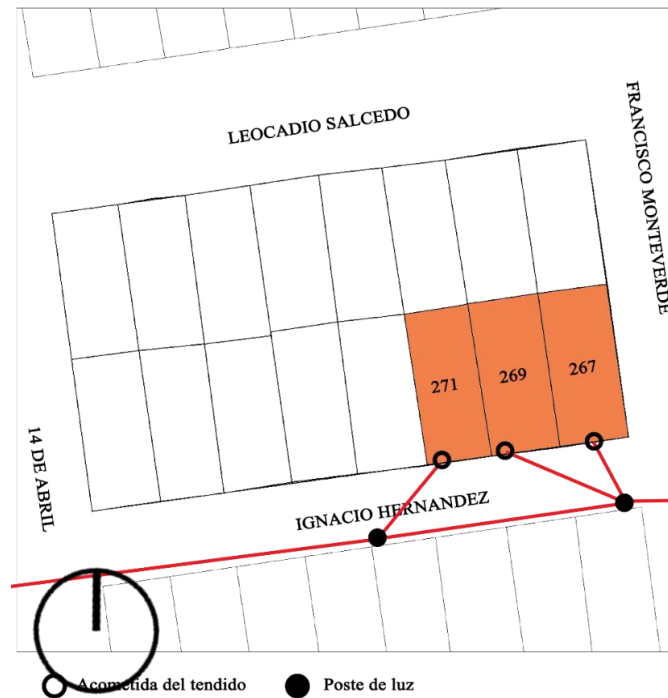 LEOCADIO SALCEDO
FRANCISCO MONTEVERDE
271
269
267
14 DE ABRIL
IGNACIO HERNANDEZ
Acometida del tendido
Poste de luz